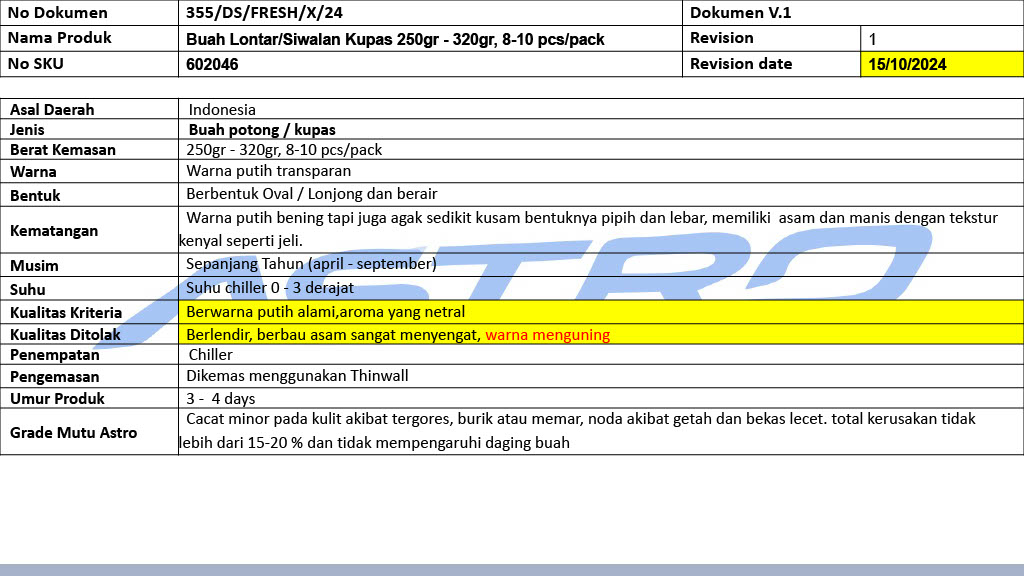 No Dokumen 355/DS/FRESH/X/24 Dokumen V.1
Nama Produk Buah Lontar/Siwalan Kupas 250gr - 320gr, 8-10 pcs/pack Revision 1
No SKU 602046 Revision date 15/10/2024
Asal Daerah Indonesia
Jenis Buah potong / kupas
Berat Kemasan 250gr - 320gr, 8-10 pcs/pack
Warna Warna putih transparan
Bentuk Berbentuk Oval / Lonjong dan berair
Kematangan Warna putih bening tapi juga agak sedikit kusam bentuknya pipih dan lebar, memiliki  asam dan manis dengan tekstur
kenyal seperti jeli.
Musim Sepanjang Tahun (april - september)
Suhu Suhu chiller 0 - 3 derajat
Kualitas Kriteria Berwarna putih alami,aroma yang netral
Kualitas Ditolak Berlendir, berbau asam sangat menyengat, warna menguning
Penempatan Chiller
Pengemasan Dikemas menggunakan Thinwall
Umur Produk 3 -  4 days
Grade Mutu Astro Cacat minor pada kulit akibat tergores, burik atau memar, noda akibat getah dan bekas lecet. total kerusakan tidak
lebih dari 15-20 % dan tidak mempengaruhi daging buah
ASTRO